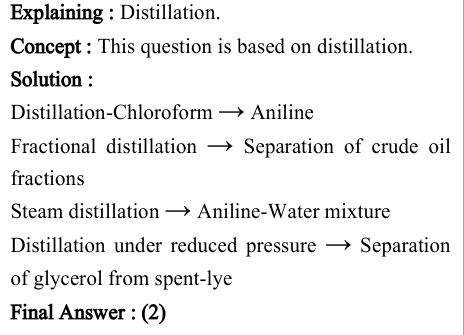 Explaining : Distillation.
Concept : This question is based on distillation.
Solution :
Distillation-Chloroform → Aniline
Fractional distillation → Separation of crude oil
fractions
Steam distillation → Aniline-Water mixture
Distillation under reduced pressure → Separation
of glycerol from spent-lye
Final Answer : (2)